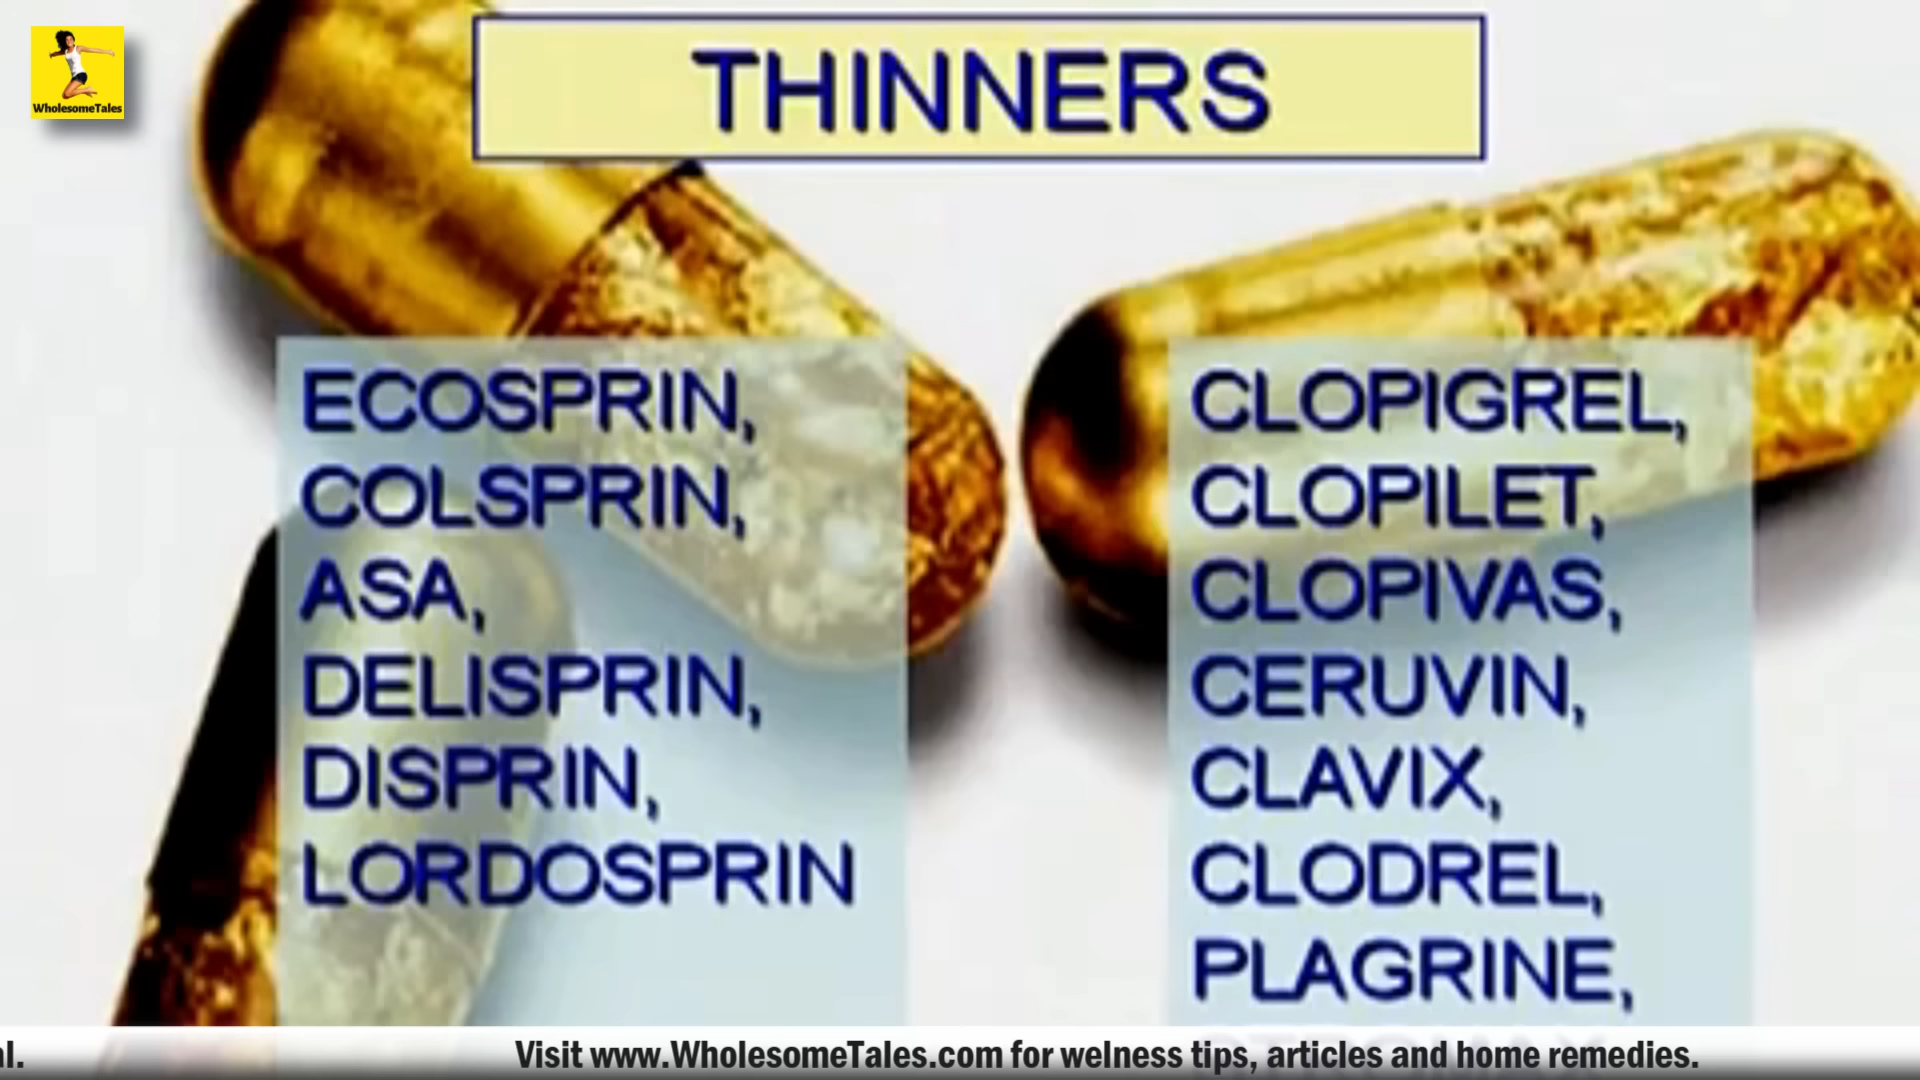 WholesomeTales
THINNERS
ECOSPRIN,
COLSPRIN,
ASA,
DELISPRIN,
DISPRIN,
LORDOSPRIN
CLOPIGREL,
CLOPILET,
CLOPIVAS,
CERUVIN,
CLAVIX,
CLODREL,
PLAGRINE,
Visit www.WholesomeTales.com for welness tips, articles and home remedies.